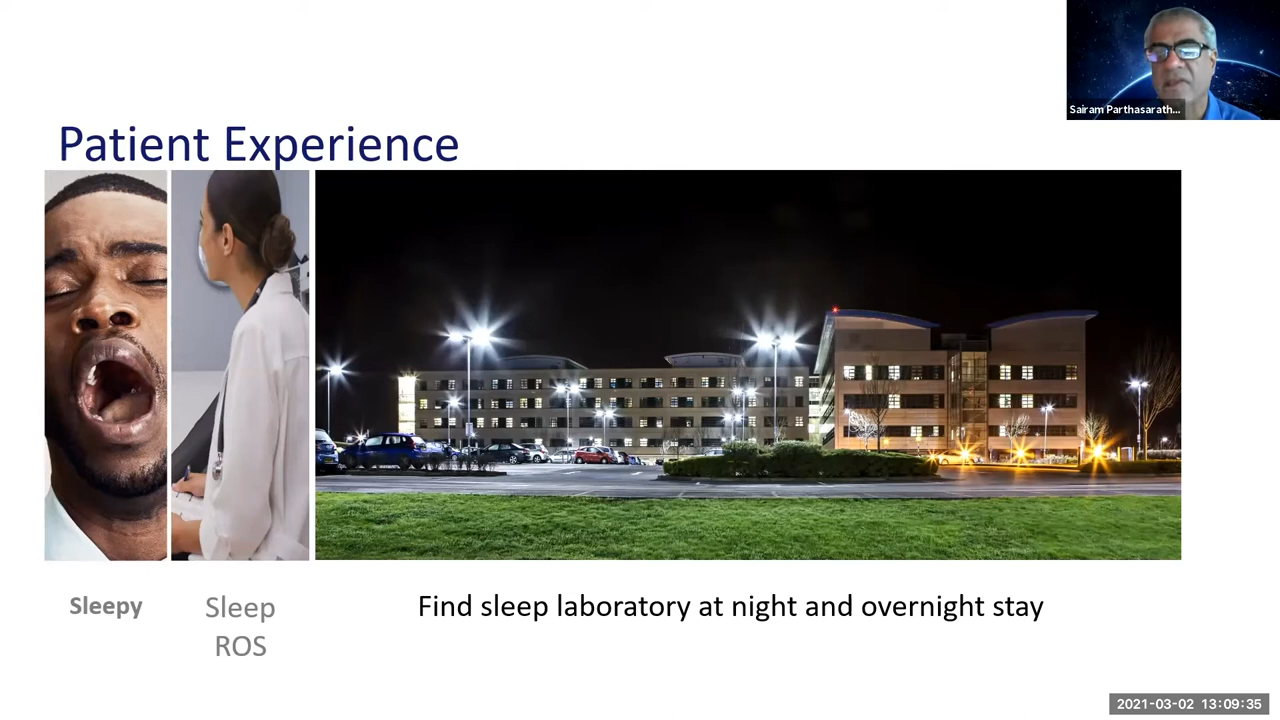 Sairam Parthasarath...
Patient Experience
Sleepy
Sleep
ROS
Find sleep laboratory at night and overnight stay
2021-03-02 13:09:35